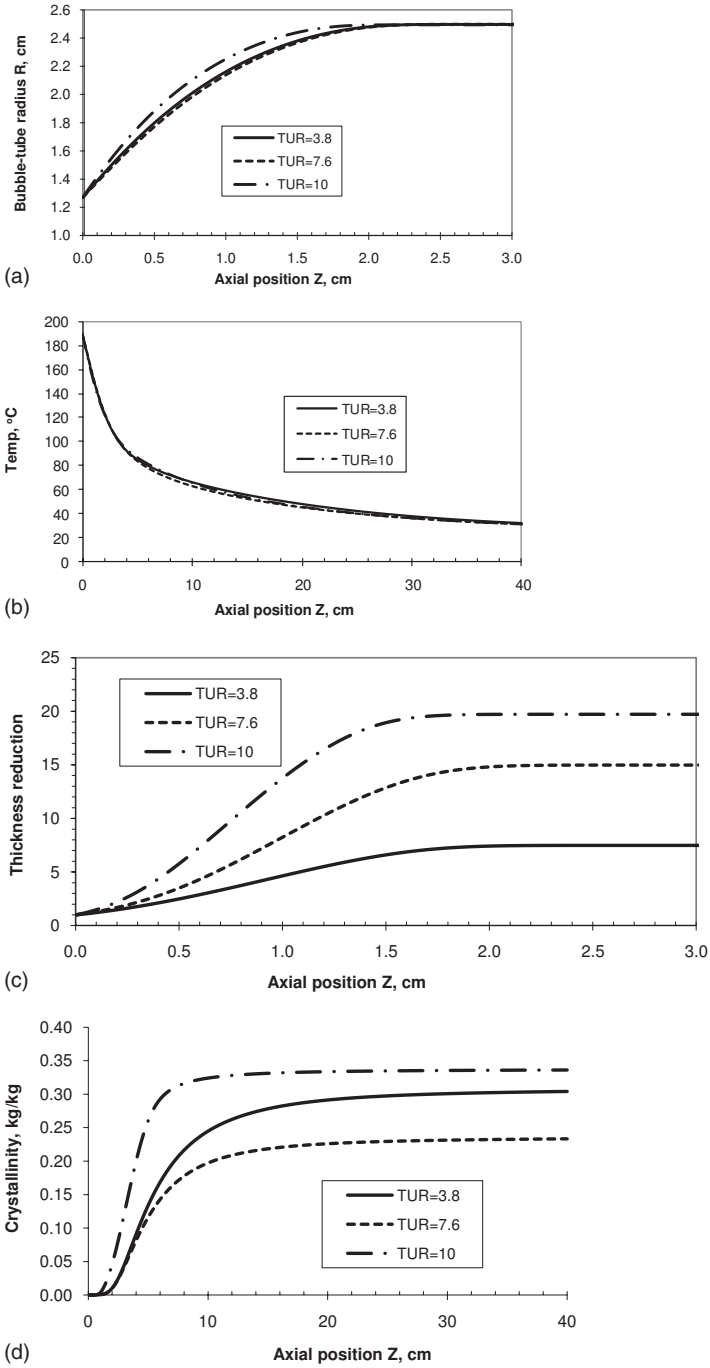 2.6
2.4
2.2
2.0
1.8
1.6
1.4
1.2
1.0
Bubble-tube radius R, cm
TUR=3.8
TUR=7.6
TUR=10
0.0 0.5 1.0 1.5 2.0 2.5 3.0
Axial position Z, cm
(a)
200
180
160
140
120
100
80
60
40
20
0
Temp, °C
TUR=3.8
TUR=7.6
TUR=10
0 10 20 30 40
Axial position Z, cm
(b)
25
20
15
10
5
0
Thickness reduction
TUR=3.8
TUR=7.6
TUR=10
0.0 0.5 1.0 1.5 2.0 2.5 3.0
Axial position Z, cm
(c)
0.40
0.35
0.30
0.25
0.20
0.15
0.10
0.05
0.00
Crystallinity, kg/kg
TUR=3.8
TUR=7.6
TUR=10
0 10 20 30 40
Axial position Z, cm
(d)